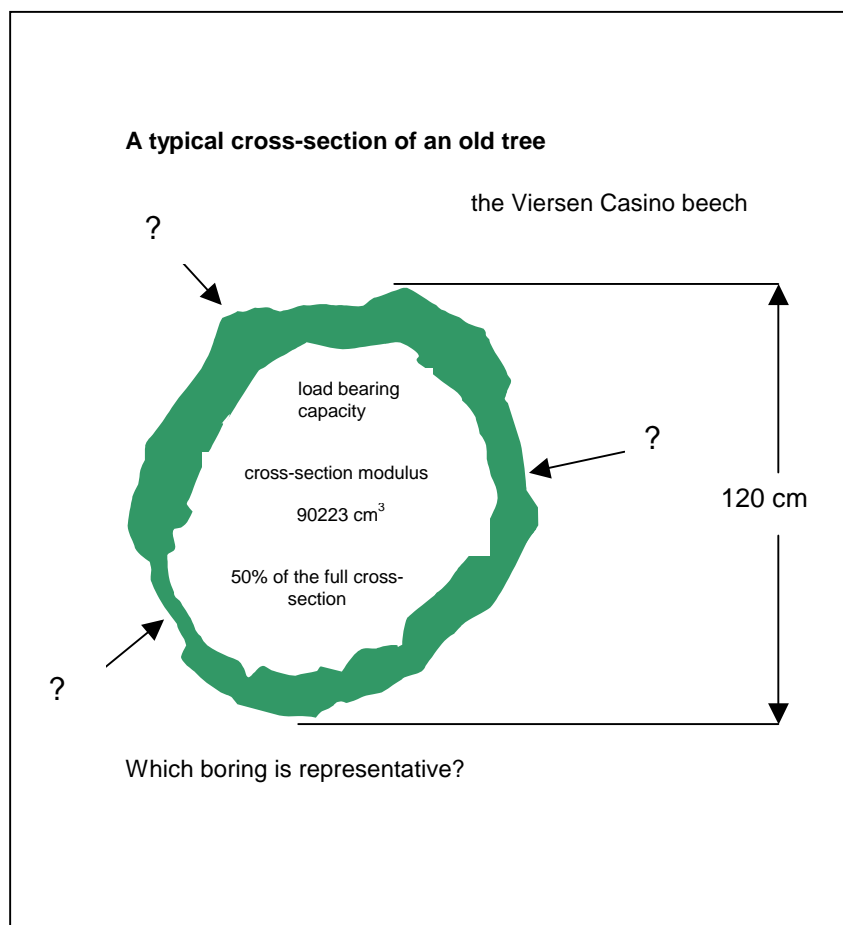 A typical cross-section of an old tree
the Viersen Casino beech
?
load bearing
capacity
?
cross-section modulus
120 cm
90223 cm³
50% of the full cross-
section
?
Which boring is representative?